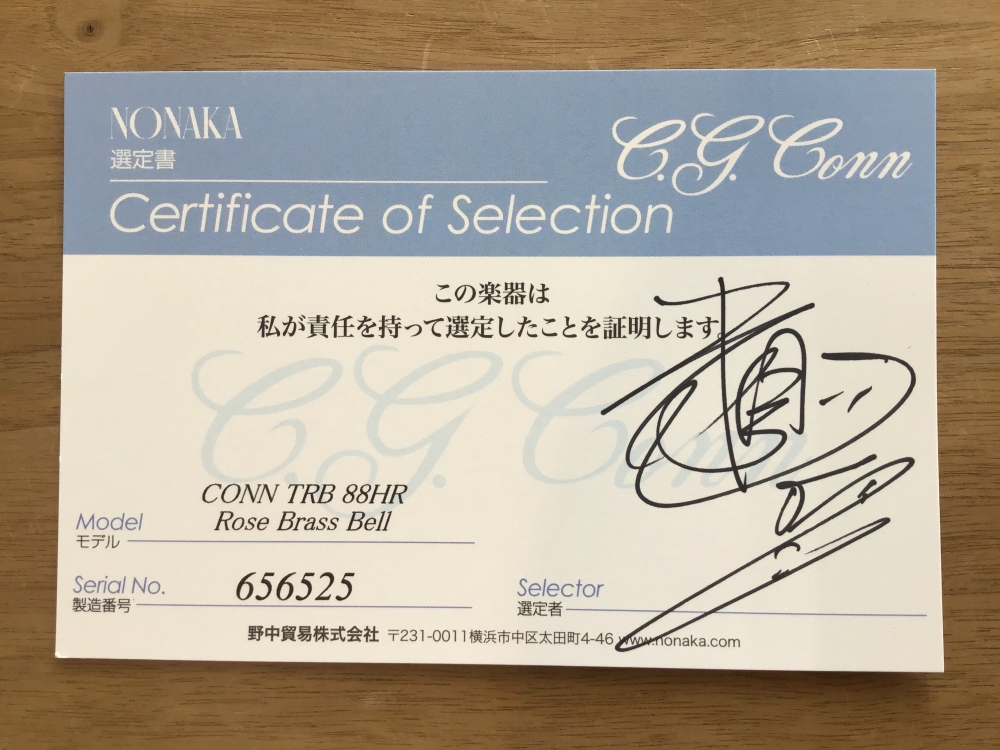 NONAKA
選定書
C.G. Conn
Certificate of Selection
この楽器は
私が責任を持って選定したことを証明します。
C.G. Conn
CONN TRB 88HR
Model Rose Brass Bell
モデル
Serial No. 656525
製造番号
Selector
選定者
野中貿易株式会社 〒231-0011横浜市中区太田町4-46 www.nonaka.com